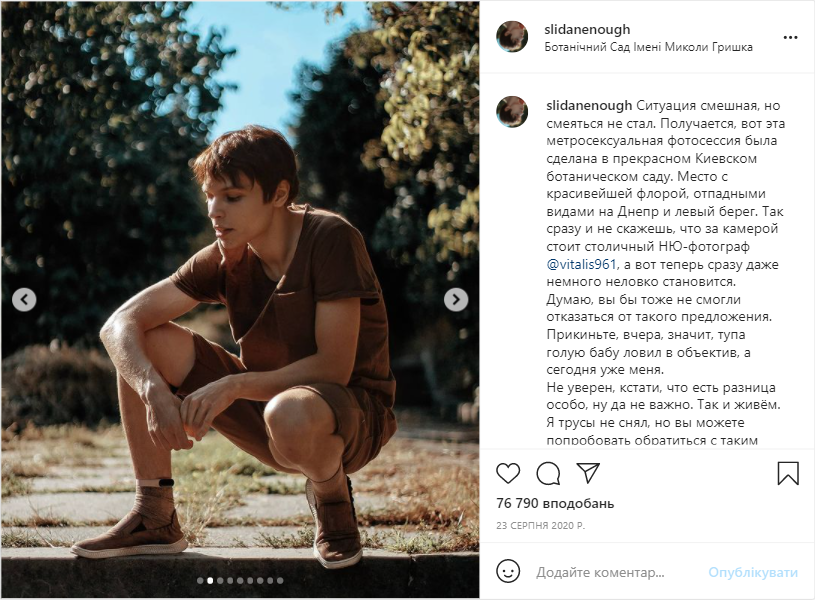 slidanenough
Ботанічний Сад Імені Миколи Гришка
slidanenough Ситуация смешная, но
смеяться не стал. Получается, вот эта
метросексуальная фотосессия была
сделана в прекрасном Киевском
ботаническом саду. Место с
красивейшей флорой, отпадными
видами на Днепр и левый берег. Так
сразу и не скажешь, что за камерой
стоит столичный НЮ-фотограф
@vitalis961, а вот теперь сразу даже
немного неловко становится.
Думаю, вы бы тоже не смогли
отказаться от такого предложения.
Прикиньте, вчера, значит, тупа
голую бабу ловил в объектив, а
сегодня уже меня.
Не уверен, кстати, что есть разница
особо, ну да не важно. Так и живём.
Я трусы не снял, но вы можете
попробовать обратиться с таким
76 790 вподобань
23 СЕРПНЯ 2020 Р.
Додайте коментар...
Опублікувати